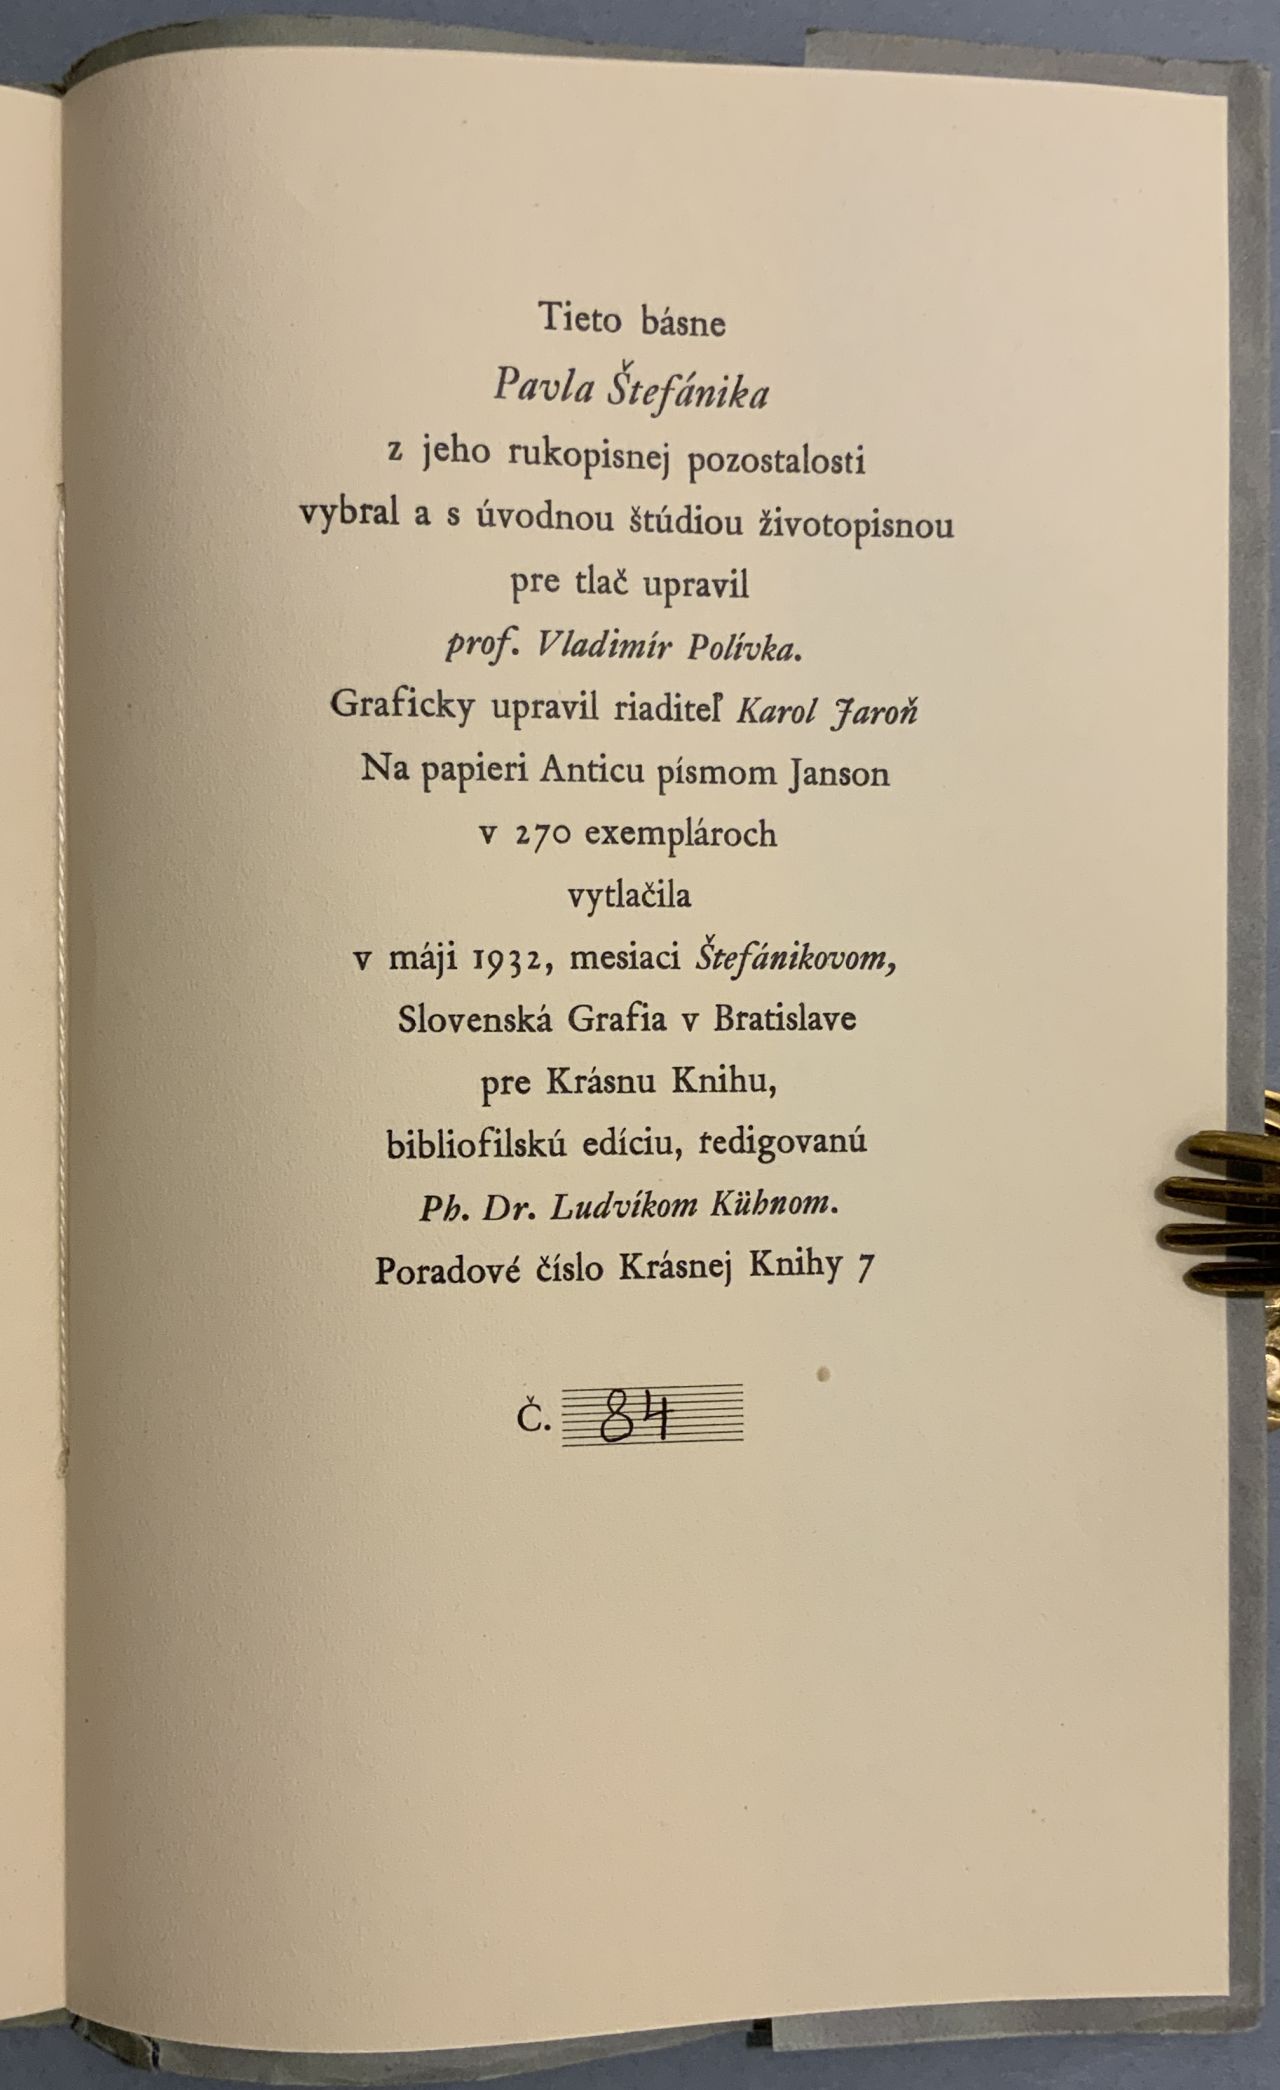 Tieto básne
Pavla Štefánika
z jeho rukopisnej pozostalosti
vybral a s úvodnou štúdiou životopisnou
pre tlač upravil
prof. Vladimír Polívka.
Graficky upravil riaditeľ Karol Jaroň
Na papieri Anticu písmom Janson
v 270 exemplároch
vytlačila
v máji 1932, mesiaci Štefánikovom,
Slovenská Grafia v Bratislave
pre Krásnu Knihu,
bibliofilskú edíciu, redigovanú
Ph. Dr. Ludvíkom Kühnom.
Poradové číslo Krásnej Knihy 7
Č. 84